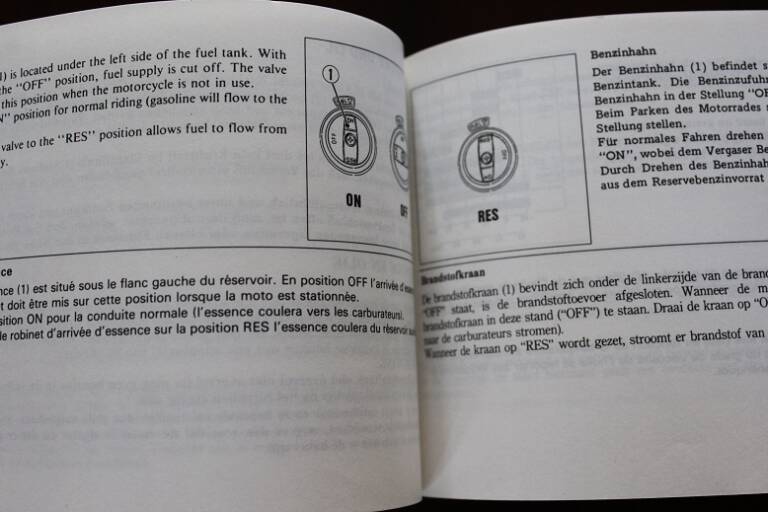 1) is located under the left side of the fuel tank. With
the "OFF" position, fuel supply is cut off. The valve
this position when the motorcycle is not in use.
position for normal riding (gasoline will flow to the
valve to the "RES" position allows fuel to flow from
y.
1
RES
OFF
ON
OFF
ce
nce (1) est situé sous le flanc gauche du réservoir. En position OFF l'arrivée d'
t doit être mis sur cette position lorsque la moto est stationnée.
sition ON pour la conduite normale (l'essence coulera vers les carburateurs).
le robinet d'arrivée d'essence sur la position RES l'essence coulera du réservoir
RES
Benzinhahn
Der Benzinhahn (1) befindet s
Benzintank. Die Benzinzufuhr
Benzinhahn in der Stellung "OF
Beim Parken des Motorrades
Stellung stellen.
Für normales Fahren drehen
"ON", wobei dem Vergaser Be
Durch Drehen des Benzinhah
aus dem Reservebenzinvorrat
Brandstofkraan
De brandstofkraan (1) bevindt zich onder de linkerzijde van de brand
"OFF" staat, is de brandstoftoevoer afgesloten. Wanneer de m
brandstofkraan in deze stand ("OFF") te staan. Draai de kraan op "O
naar de carburateurs stromen).
Wanneer de kraan op "RES" wordt gezet, stroomt er brandstof van